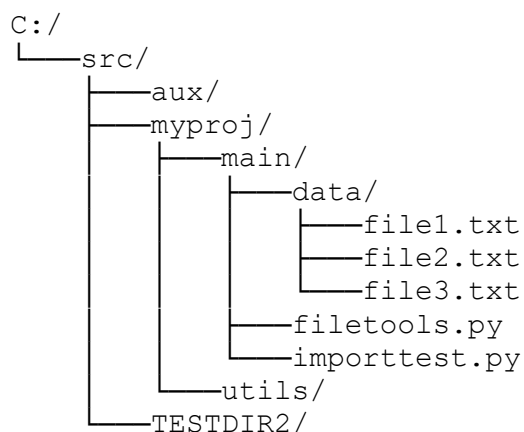 C:/
src/
aux/
myproj/
main/
data/
file1.txt
file2.txt
file3.txt
filetools.py
importtest.py
utils/
TESTDIR2/